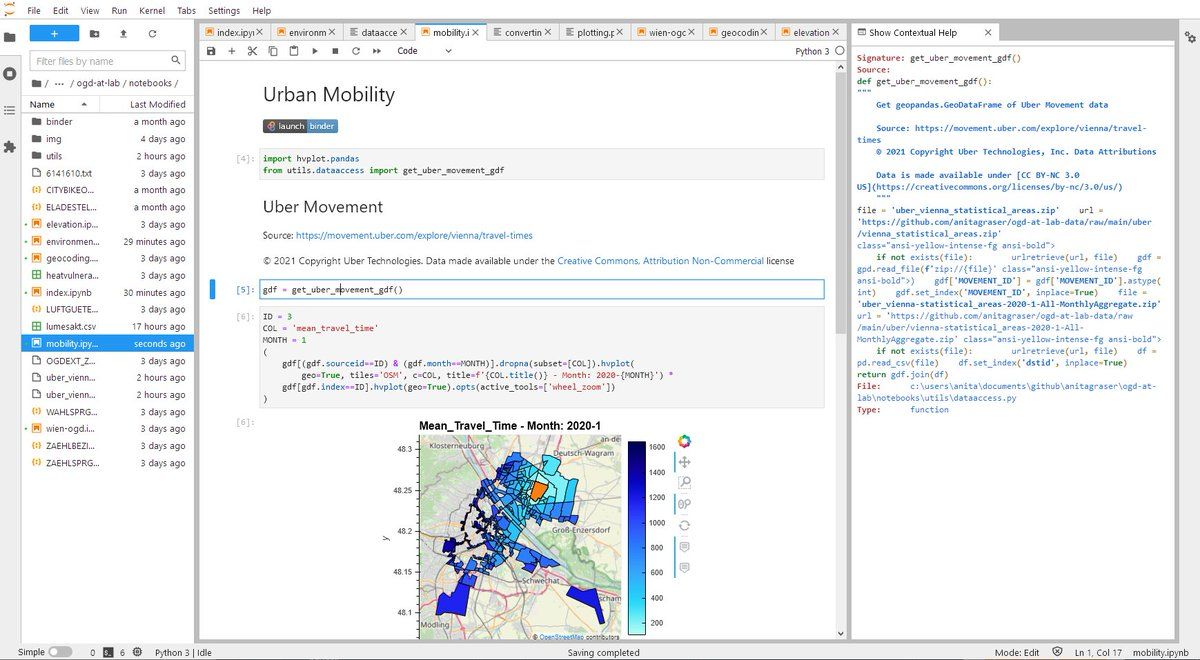 File Edit View Run Kernel Tabs Settings Help
Filter files by name
/ ... / ogd-at-lab / notebooks /
Name Last Modified
binder a month ago
img 4 days ago
utils 2 hours ago
6141610.txt 3 days ago
CITYBIKEO... a month ago
ELADESTEL... a month ago
elevation.ip... 3 days ago
environmen... 29 minutes ago
geocoding.... 3 days ago
heatvulnera... 3 days ago
index.ipynb 30 minutes ago
LUFTGUETE... 3 days ago
lumesakt.csv 17 hours ago
mobility.ipy... seconds ago
OGDEXT_Z... 3 days ago
uber_vienn... 2 hours ago
uber_vienn... 2 hours ago
WAHLSPRG... 3 days ago
wien-ogd.i... 3 days ago
ZAEHLBEZI... 3 days ago
ZAEHLSPRG... 3 days ago
index.ipyı environm dataacce mobility.i convertin plotting.p wien-ogc geocodin elevation
Code
Python 3
Urban Mobility
launch binder
[4]: import hvplot.pandas
from utils.dataaccess import get_uber_movement_gdf
Uber Movement
Source: https://movement.uber.com/explore/vienna/travel-times
© 2021 Copyright Uber Technologies. Data made available under the Creative Commons, Attribution Non-Commercial license
[5]: gdf = get_uber_movement_gdf()
[6]: ID = 3
COL = 'mean_travel_time'
MONTH = 1
(
gdf[(gdf.sourceid==ID) & (gdf.month==MONTH)].dropna(subset=[COL]).hvplot(
geo=True, tiles='OSM', c=COL, title=f'{COL.title()} - Month: 2020-{MONTH}') *
gdf[gdf.index==ID].hvplot(geo=True).opts(active_tools=['wheel_zoom'])
)
[6]:
Mean_Travel_Time - Month: 2020-1
48.3
48.25
48.2
48.15
48.1
y
Klosterneuburg
Deutsch-Wagram
Groß-Enzersdorf
Schwechat
Mödling
© OpenStreetMap contributors
1600
1400
1200
1000
800
600
400
200
Show Contextual Help
Signature: get_uber_movement_gdf()
Source:
def get_uber_movement_gdf():
"""
Get geopandas.GeoDataFrame of Uber Movement data
Source: https://movement.uber.com/explore/vienna/travel-
times
© 2021 Copyright Uber Technologies, Inc. Data Attributions
Data is made available under [CC BY-NC 3.0
US](https://creativecommons.org/licenses/by-nc/3.0/us/)
"""
file = 'uber_vienna_statistical_areas.zip' url =
'https://github.com/anitagraser/ogd-at-lab-data/raw/main/uber
/vienna_statistical_areas.zip'
class="ansi-yellow-intense-fg ansi-bold">
if not exists(file): urlretrieve(url, file) gdf =
gpd.read_file(f'zip://{file}' class="ansi-yellow-intense-fg
ansi-bold">) gdf['MOVEMENT_ID'] = gdf['MOVEMENT_ID'].astype(
int) gdf.set_index('MOVEMENT_ID', inplace=True) file =
'uber_vienna_statistical_areas-2020-1-All-MonthlyAggregate.zip'
url = 'https://github.com/anitagraser/ogd-at-lab-data/raw
/main/uber/vienna_statistical_areas-2020-1-All-
MonthlyAggregate.zip' class="ansi-yellow-intense-fg ansi-bold">
if not exists(file): urlretrieve(url, file) df =
pd.read_csv(file) df.set_index('dstid', inplace=True)
return gdf.join(df)
File: c:\users\anita\documents\github\anitagraser\ogd-at-
lab\notebooks\utils\dataaccess.py
Type: function
Simple 0 6 Python 3 | Idle Saving completed Mode: Edit Ln 1, Col 17 mobility.ipynb